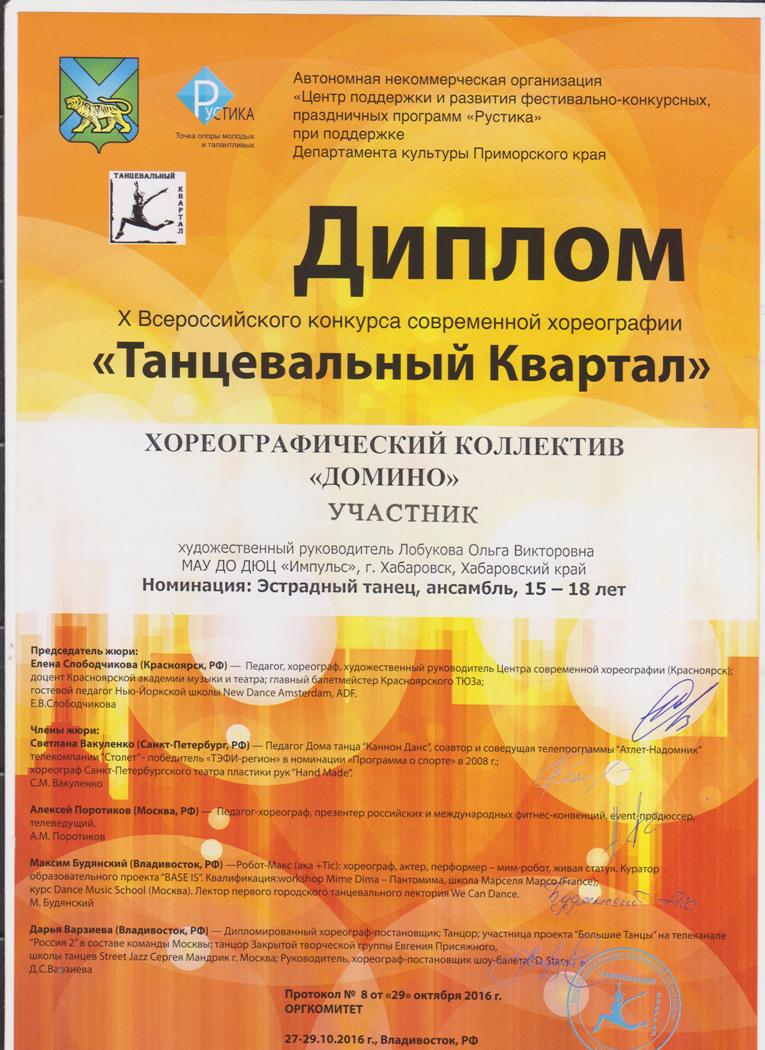 Рустика
Точка опоры молодых
и талантливых
Автономная некоммерческая организация
«Центр поддержки и развития фестивально-конкурсных,
праздничных программ «Рустика»
при поддержке
Департамента культуры Приморского края
ТАНЦЕВАЛЬНЫЙ
КВАРТАЛ
Диплом
X Всероссийского конкурса современной хореографии
«Танцевальный Квартал»
ХОРЕОГРАФИЧЕСКИЙ КОЛЛЕКТИВ
«ДОМИНО»
УЧАСТНИК
художественный руководитель Лобукова Ольга Викторовна
МАУ ДО ДЮЦ «Импульс», г. Хабаровск, Хабаровский край
Номинация: Эстрадный танец, ансамбль, 15 – 18 лет
Председатель жюри:
Елена Слободчикова (Красноярск, РФ) — Педагог, хореограф, художественный руководитель Центра современной хореографии (Красноярск);
доцент Красноярской академии музыки и театра; главный балетмейстер Красноярского ТЮЗа;
гостевой педагог Нью-Йоркской школы New Dance Amsterdam, ADF.
Е.В.Слободчикова
Члены жюри:
Светлана Вакуленко (Санкт-Петербург, РФ) — Педагог Дома танца "Каннон Данс", соавтор и соведущая телепрограммы "Атлет-Надомник"
телекомпании "Столет" - победитель «ТЭФИ-регион» в номинации «Программа о спорте» в 2008 г.;
хореограф Санкт-Петербургского театра пластики рук "Hand Made".
С.М. Вакуленко
Алексей Поротиков (Москва, РФ) — Педагог-хореограф, презентер российских и международных фитнес-конвенций, event-продюссер,
телеведущий.
А.М. Поротиков
Максим Будянский (Владивосток, РФ) —Робот-Макс (aka +Tic): хореограф, актер, перформер – мим-робот, живая статуя. Куратор
образовательного проекта "BASE IS". Квалификация:workshop Mime Dima – Пантомима, школа Марселя Марсо (France);
курс Dance Music School (Москва). Лектор первого городского танцевального лектория We Can Dance.
М. Будянский
Будянский
Дарья Варзиева (Владивосток, РФ) — Дипломированный хореограф-постановщик; Танцор; участница проекта "Большие Танцы" на телеканале
"Россия 2" в составе команды Москвы; танцор Закрытой творческой группы Евгения Присяжного,
школы танцев Street Jazz Сергея Мандрик г. Москва; Руководитель, хореограф-постановщик шоу-балета
Д.С.Варзиева
ТАНЦЕВАЛЬНЫЙ
КВАРТАЛ
Протокол № 8 от «29» октября 2016 г.
ОРГКОМИТЕТ
27-29.10.2016 г., Владивосток, РФ